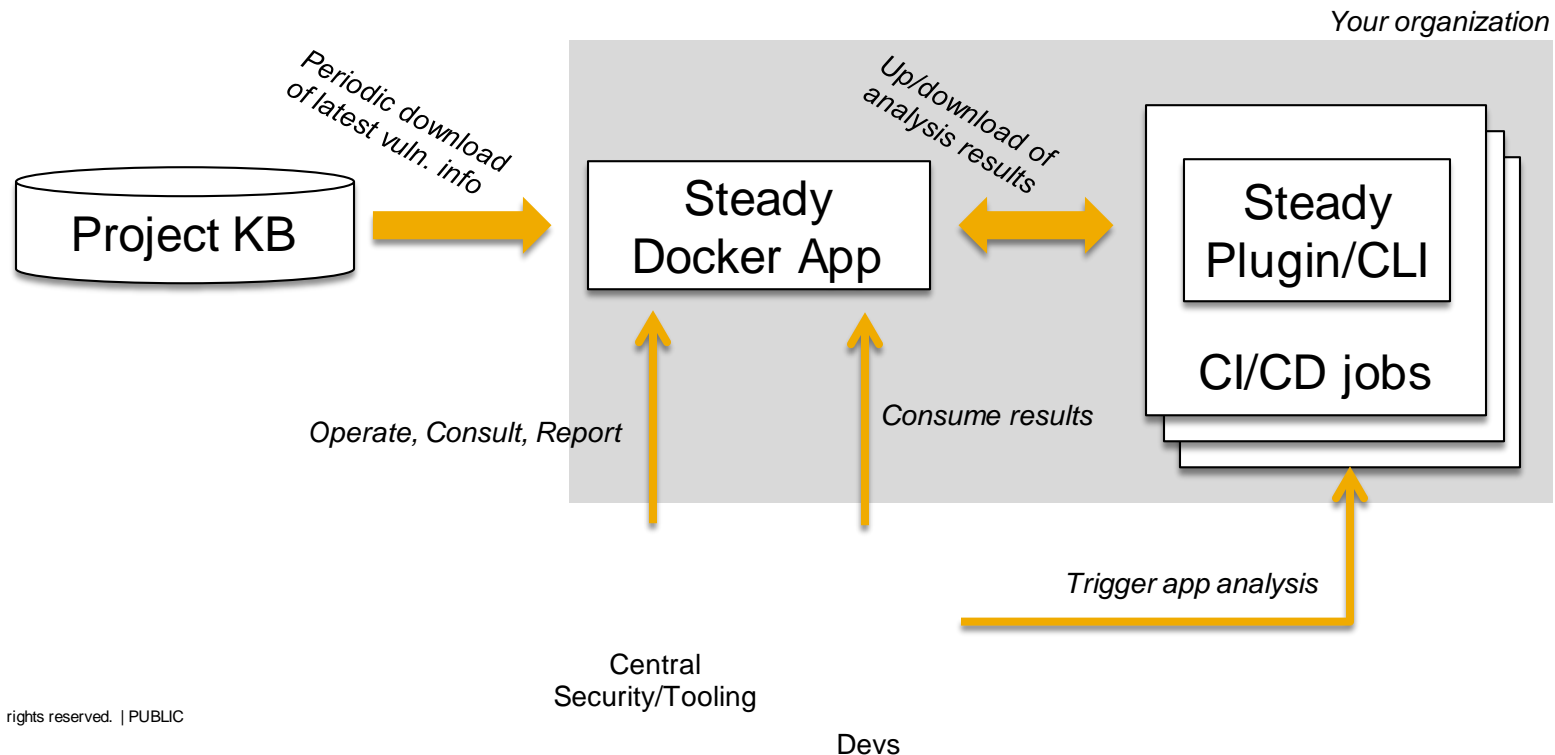 Your organization
Periodic download
of latest vuln. info
Up/download of
analysis results
Project KB
Steady
Docker App
Steady
Plugin/CLI
CI/CD jobs
Operate, Consult, Report
Consume results
Trigger app analysis
Central
Security/Tooling
Devs
rights reserved. | PUBLIC